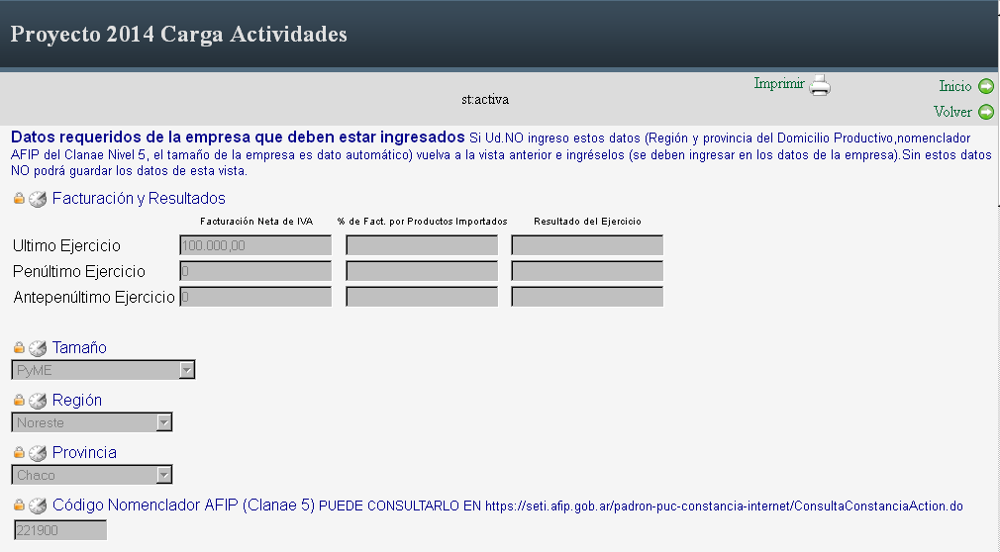 Proyecto 2014 Carga Actividades
Imprimir
Inicio
st:activa
Volver
Datos requeridos de la empresa que deben estar ingresados Si Ud.NO ingreso estos datos (Región y provincia del Domicilio Productivo,nomenclador
AFIP del Clanae Nivel 5, el tamaño de la empresa es dato automático) vuelva a la vista anterior e ingréselos (se deben ingresar en los datos de la empresa).Sin estos datos
NO podrá guardar los datos de esta vista.
Facturación y Resultados
Facturación Neta de IVA % de Fact. por Productos Importados Resultado del Ejercicio
Ultimo Ejercicio 100.000,00
Penúltimo Ejercicio 0
Antepenúltimo Ejercicio 0
Tamaño
PyME
Región
Noreste
Provincia
Chaco
Código Nomenclador AFIP (Clanae 5) PUEDE CONSULTARLO EN https://seti.afip.gob.ar/padron-puc-constancia-internet/ConsultaConstanciaAction.do
221900